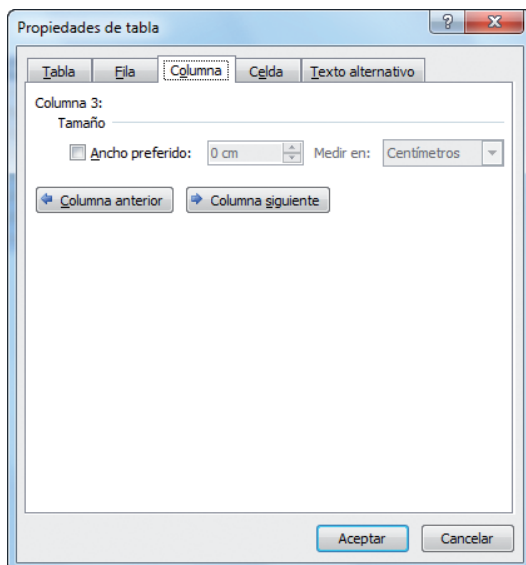 Propiedades de tabla
Tabla Fila Columna Celda Texto alternativo
Columna 3:
Tamaño
Ancho preferido: 0 cm Medir en: Centímetros
Columna anterior Columna siguiente
Aceptar Cancelar